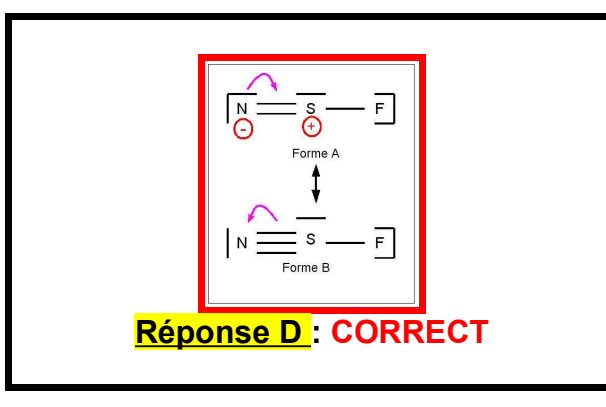 N S F
- +
Forme A
N S F
Forme B
Réponse D : CORRECT